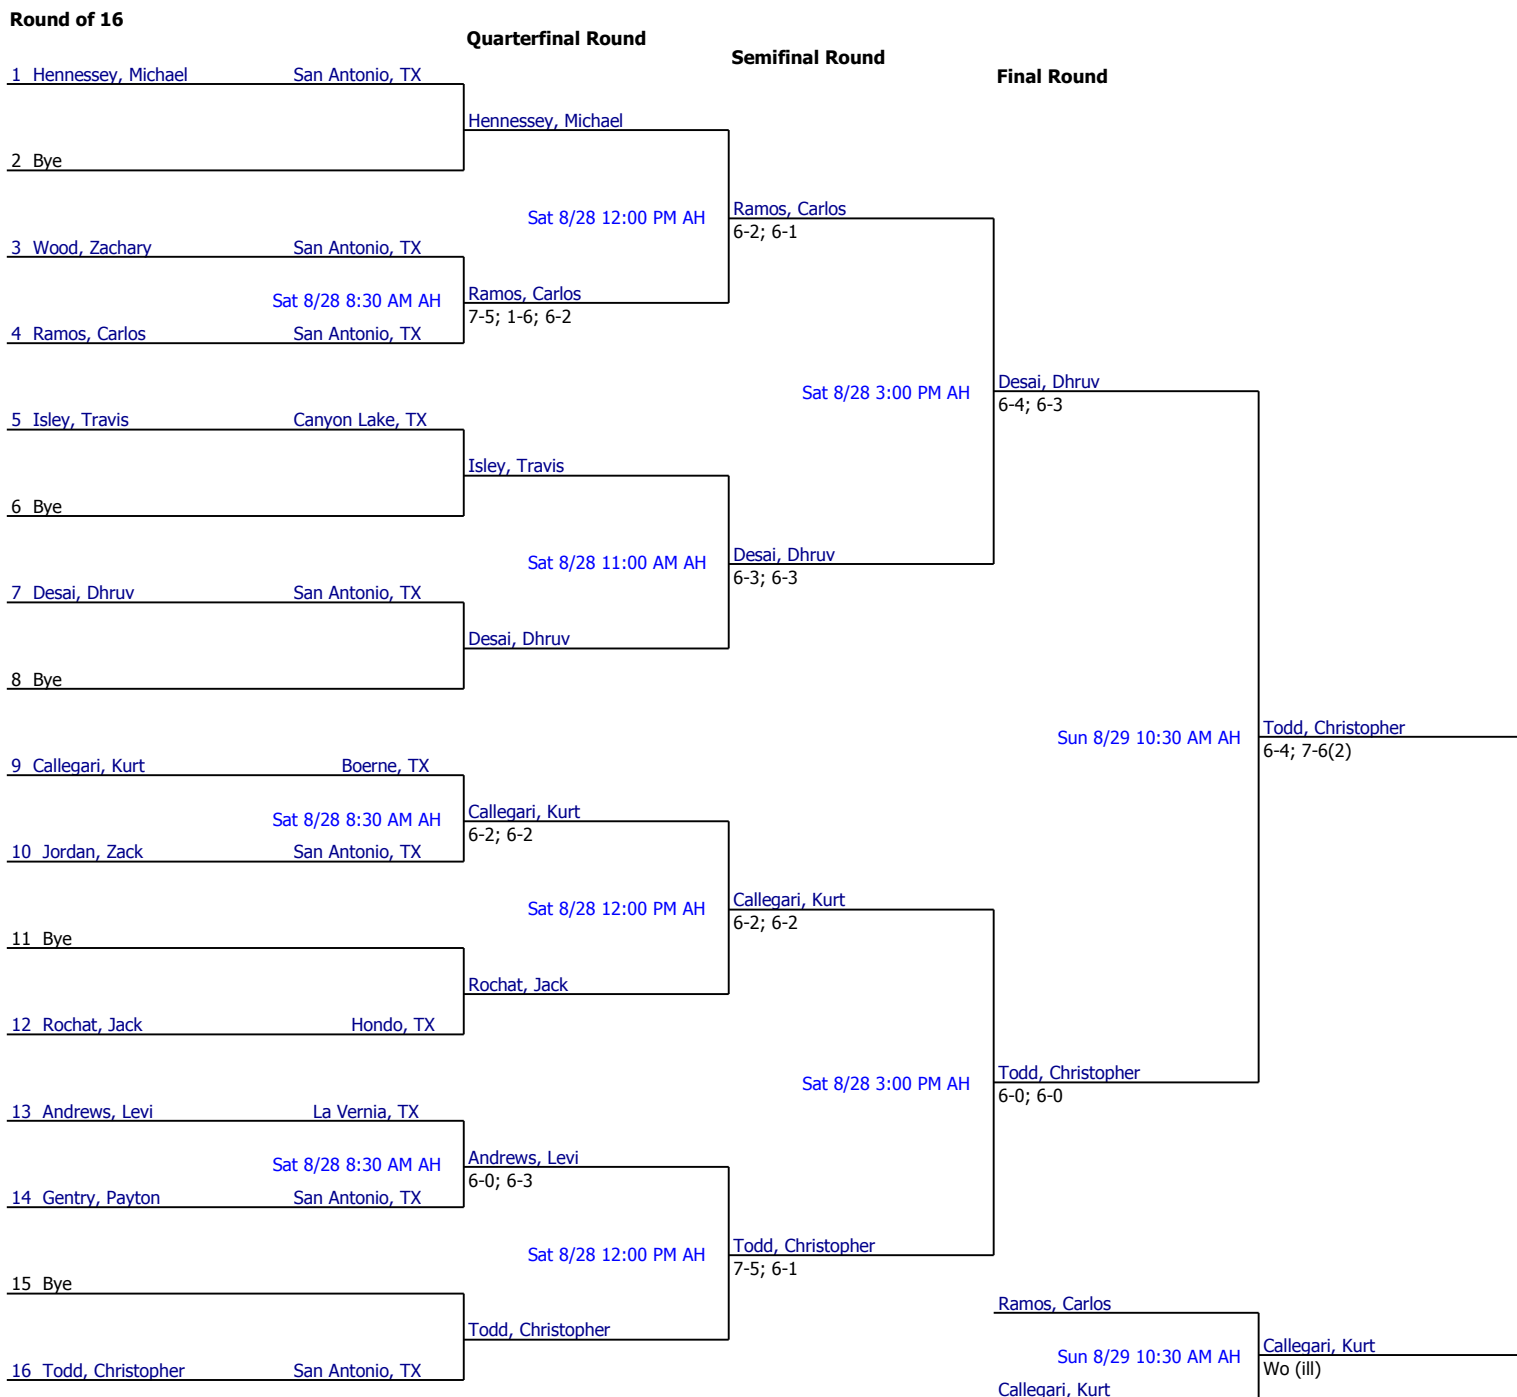 Round of 16
Quarterfinal Round
Semifinal Round
Final Round
1 Hennessey, Michael San Antonio, TX
Hennessey, Michael
2 Bye
Sat 8/28 12:00 PM AH
Ramos, Carlos
6-2; 6-1
3 Wood, Zachary San Antonio, TX
Sat 8/28 8:30 AM AH
Ramos, Carlos
7-5; 1-6; 6-2
4 Ramos, Carlos San Antonio, TX
Sat 8/28 3:00 PM AH
Desai, Dhruv
6-4; 6-3
5 Isley, Travis Canyon Lake, TX
Isley, Travis
6 Bye
Sat 8/28 11:00 AM AH
Desai, Dhruv
6-3; 6-3
7 Desai, Dhruv San Antonio, TX
Desai, Dhruv
8 Bye
Sun 8/29 10:30 AM AH
Todd, Christopher
6-4; 7-6(2)
9 Callegari, Kurt Boerne, TX
Sat 8/28 8:30 AM AH
Callegari, Kurt
6-2; 6-2
10 Jordan, Zack San Antonio, TX
Sat 8/28 12:00 PM AH
Callegari, Kurt
6-2; 6-2
11 Bye
Rochat, Jack
12 Rochat, Jack Hondo, TX
Sat 8/28 3:00 PM AH
Todd, Christopher
6-0; 6-0
13 Andrews, Levi La Vernia, TX
Sat 8/28 8:30 AM AH
Andrews, Levi
6-0; 6-3
14 Gentry, Payton San Antonio, TX
Sat 8/28 12:00 PM AH
Todd, Christopher
7-5; 6-1
15 Bye
Todd, Christopher
16 Todd, Christopher San Antonio, TX
Ramos, Carlos
Sun 8/29 10:30 AM AH
Callegari, Kurt
Wo (ill)
Callegari, Kurt